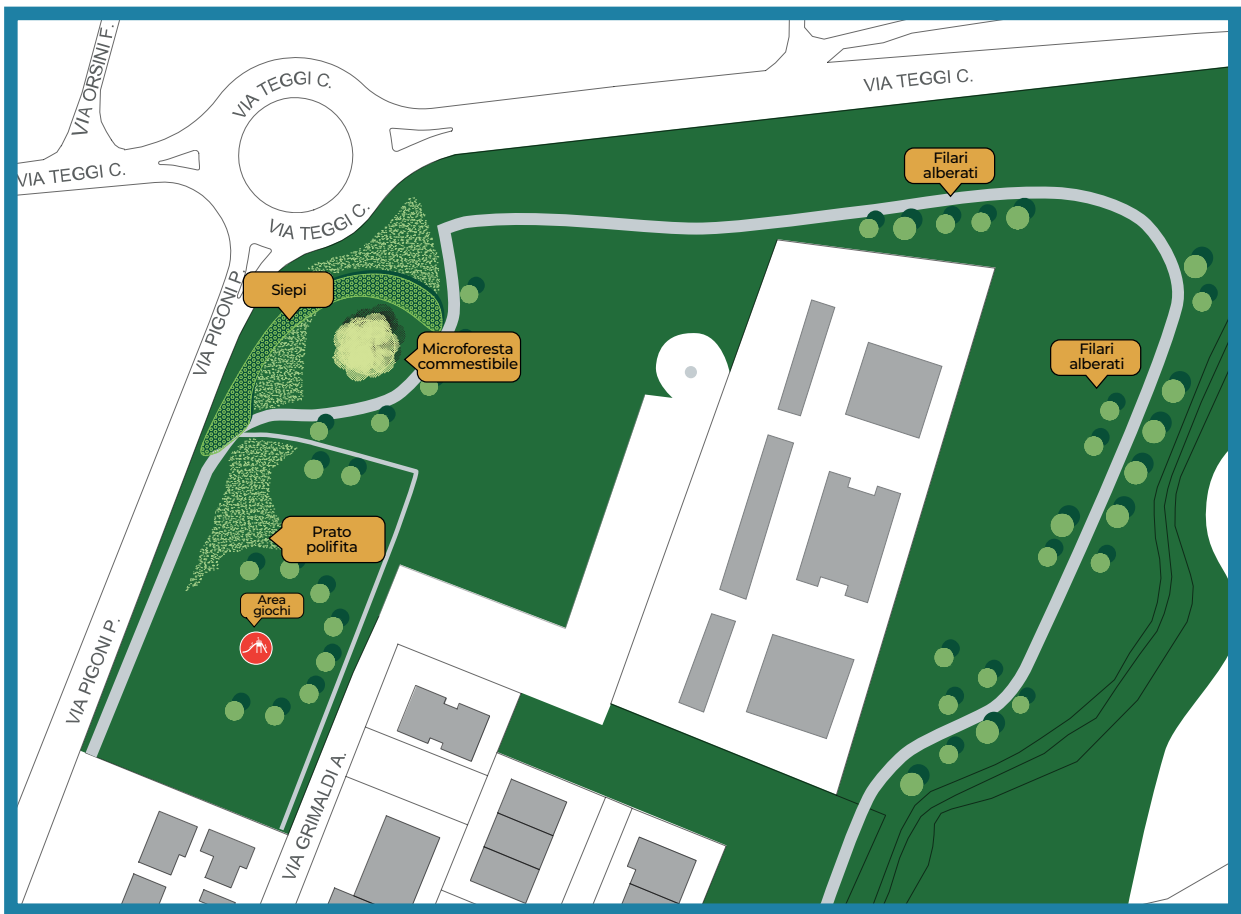 VIA ORSINI F.
VIA TEGGI C.
VIA TEGGI C.
VIA TEGGI C.
Filari
alberati
VIA TEGGI C.
VIA PIGONI P.
Siepi
Microforesta
commestibile
Filari
alberati
Prato
polifita
Area
giochi
VIA PIGONI P.
VIA GRIMALDI A.